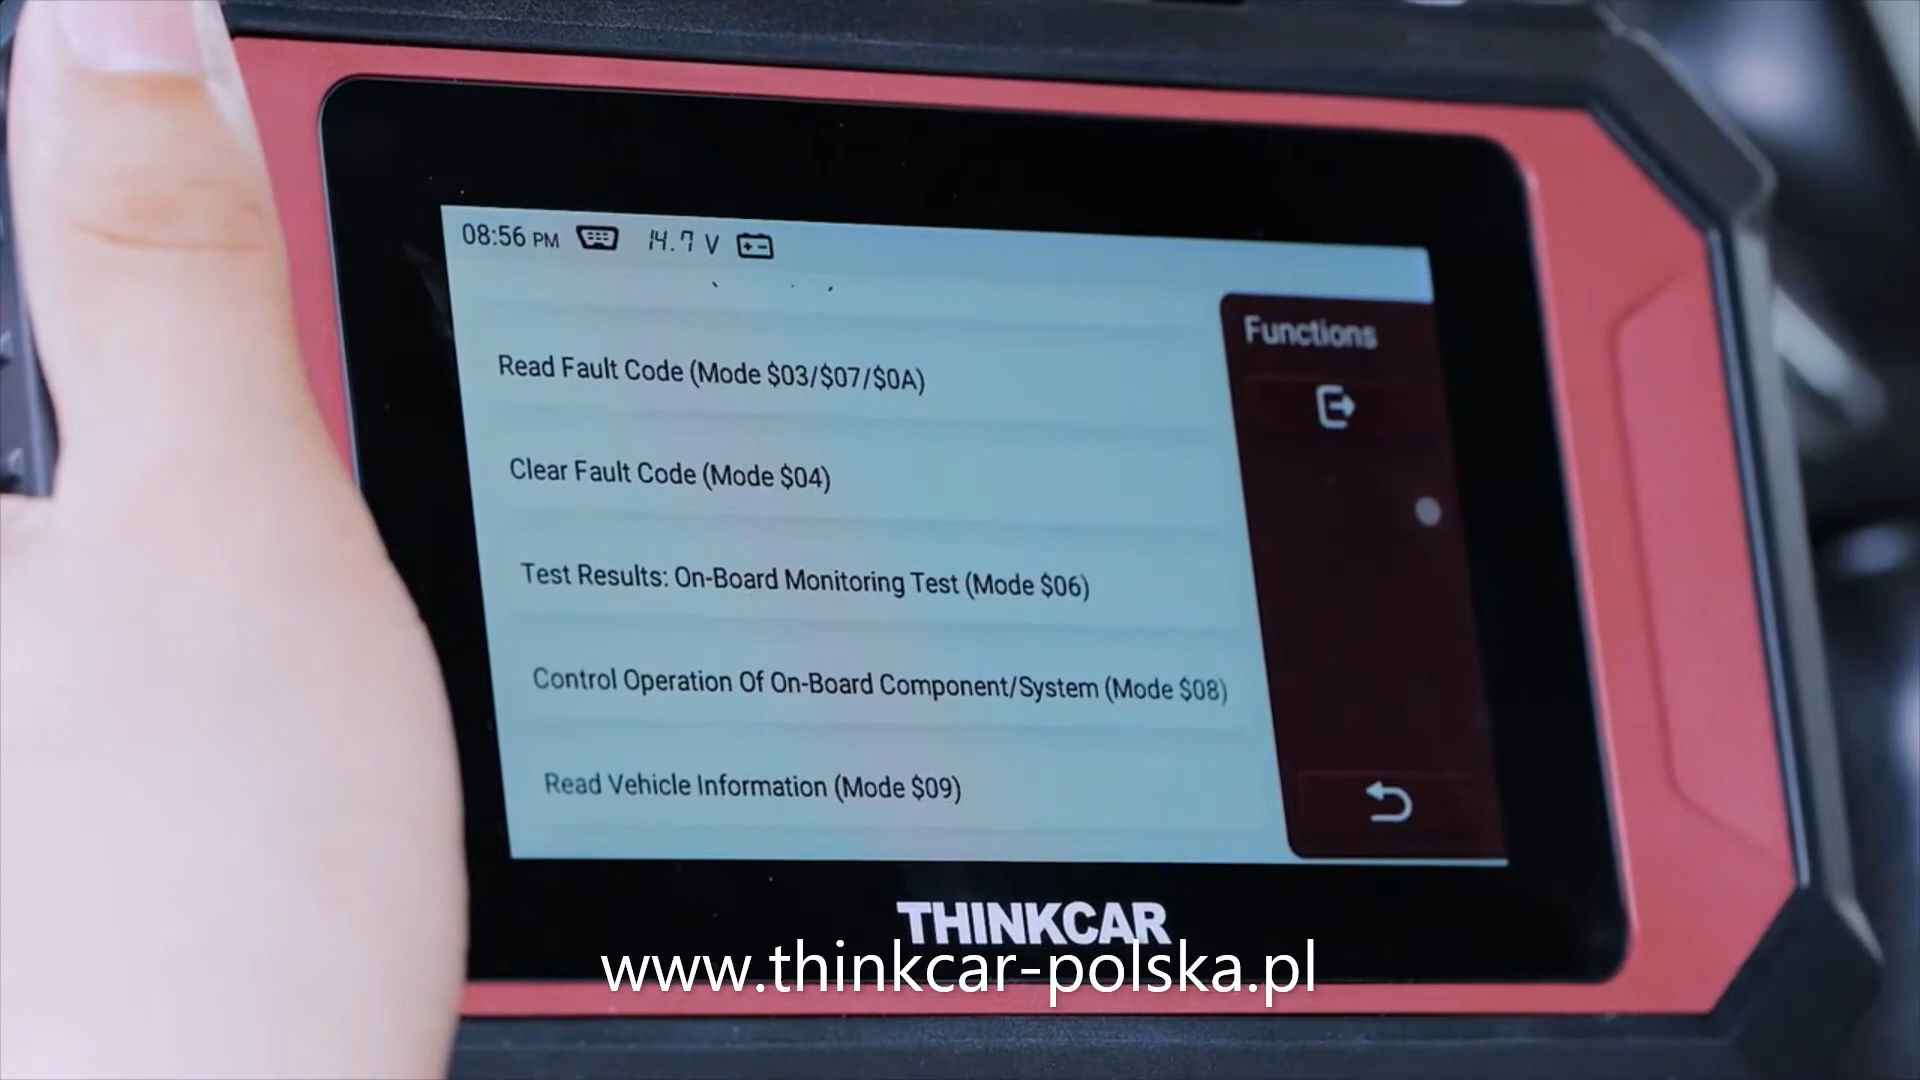 08:56 PM 14.7 V
Functions
Read Fault Code (Mode $03/$07/$0A)
Clear Fault Code (Mode $04)
Test Results: On-Board Monitoring Test (Mode $06)
Control Operation Of On-Board Component/System (Mode $08)
Read Vehicle Information (Mode $09)
THINKCAR
www.thinkcar-polska.pl